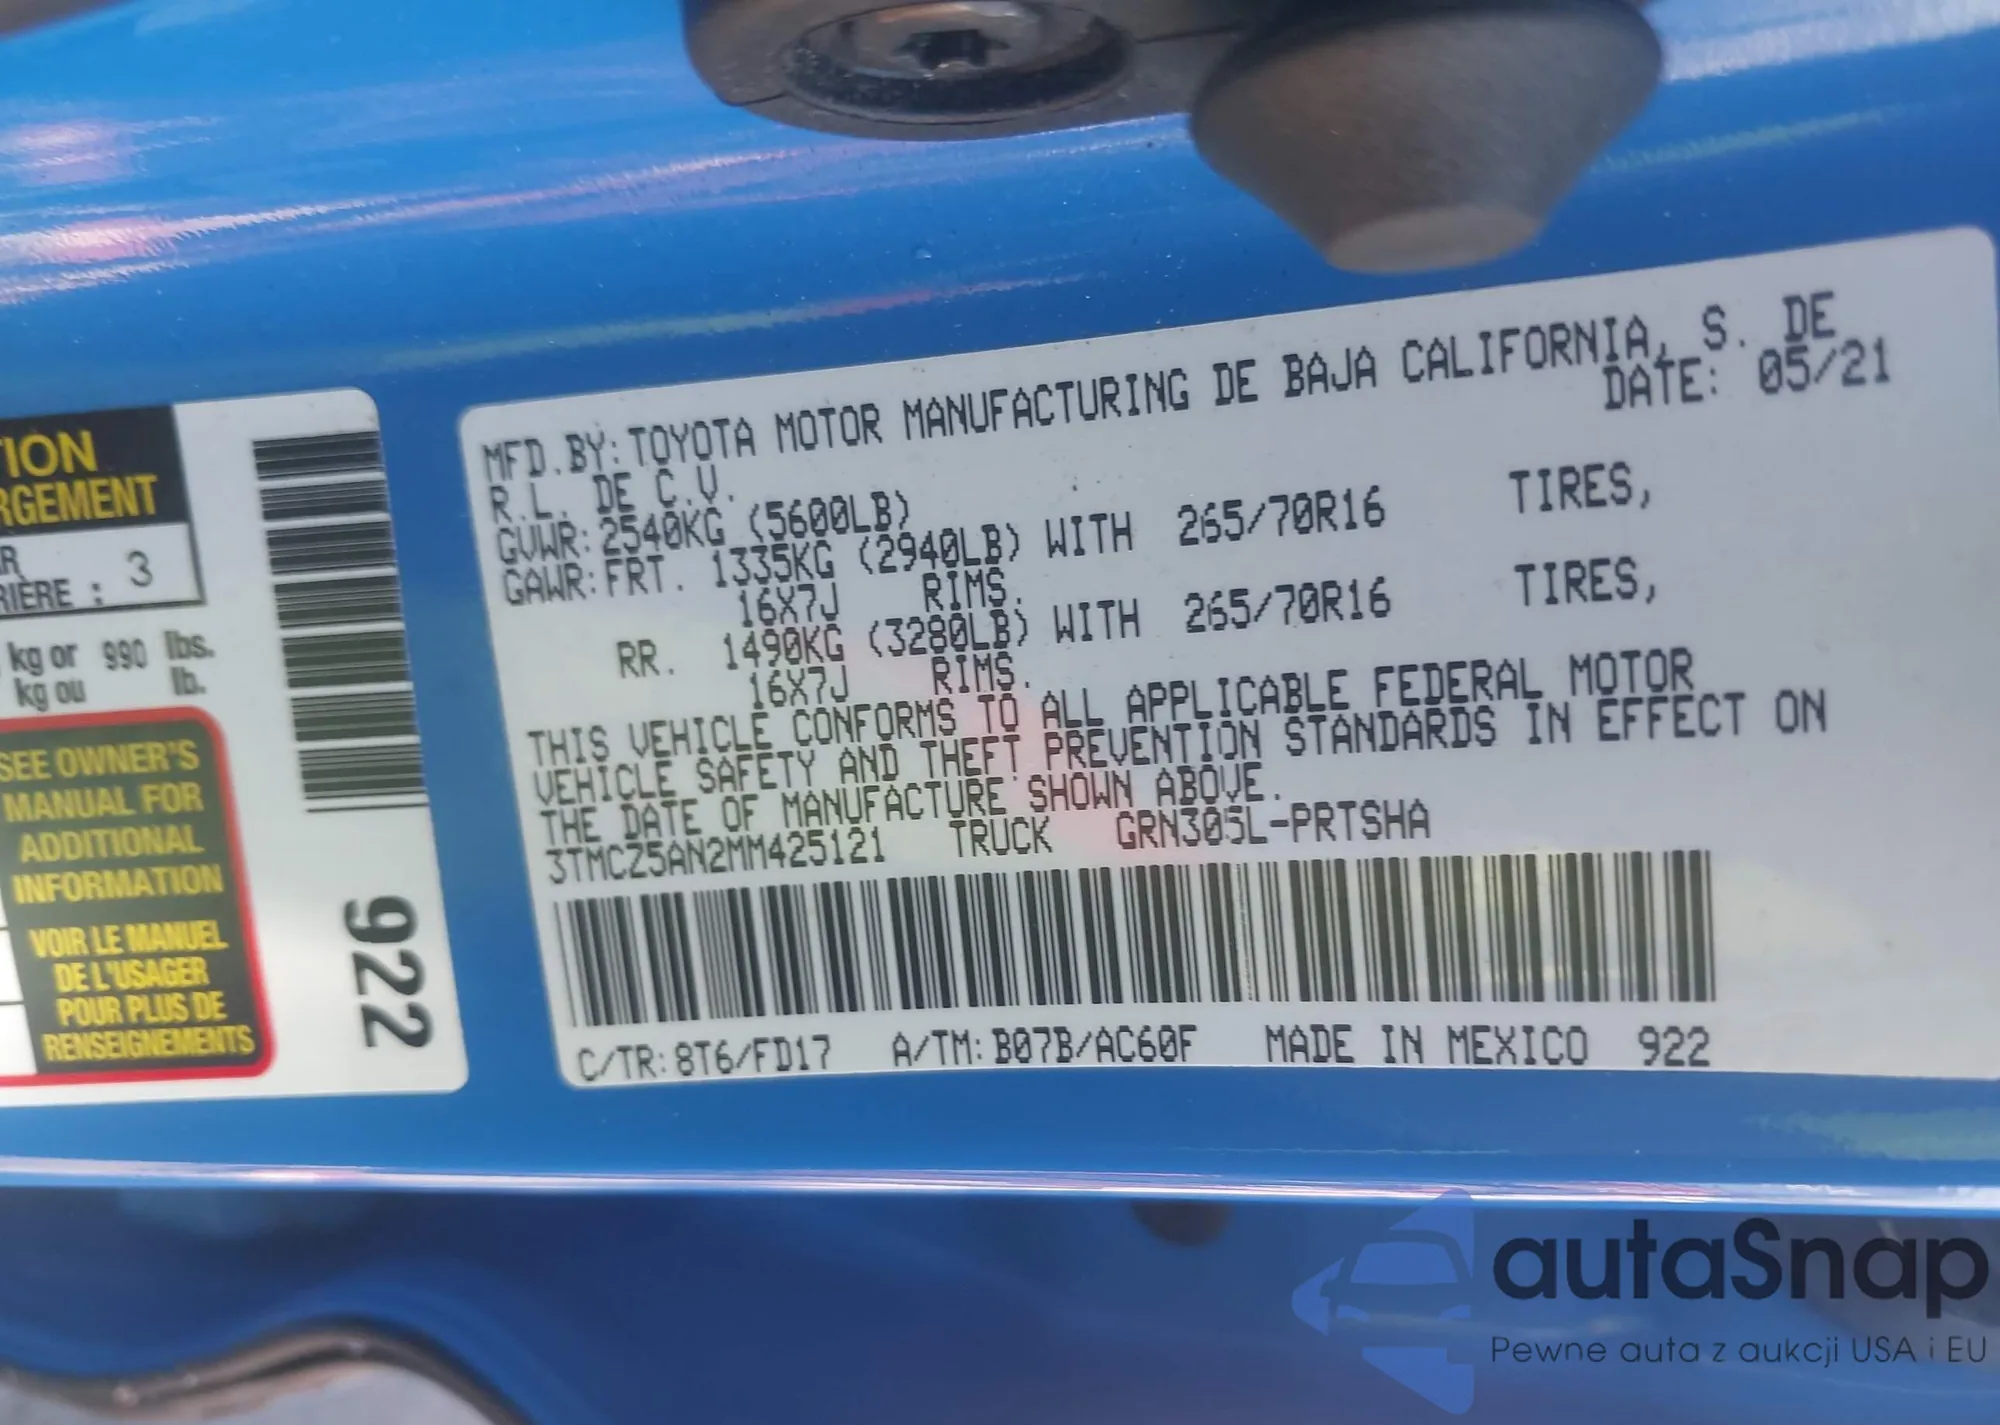 TION
RGEMENT
R
RIÈRE : 3
kg or 990 lbs.
kg ou lb.
SEE OWNER'S
MANUAL FOR
ADDITIONAL
INFORMATION
VOIR LE MANUEL
DE L'USAGER
POUR PLUS DE
RENSEIGNEMENTS
922
MFD.BY:TOYOTA MOTOR MANUFACTURING DE BAJA CALIFORNIA, S. DE
R.L. DE C.V. DATE: 05/21
GVWR:2540KG (5600LB)
GAWR:FRT. 1335KG (2940LB) WITH 265/70R16 TIRES,
16X7J RIMS.
RR. 1490KG (3280LB) WITH 265/70R16 TIRES,
16X7J RIMS.
THIS VEHICLE CONFORMS TO ALL APPLICABLE FEDERAL MOTOR
VEHICLE SAFETY AND THEFT PREVENTION STANDARDS IN EFFECT ON
THE DATE OF MANUFACTURE SHOWN ABOVE.
3TMCZ5AN2MM425121 TRUCK GRN305L-PRTSHA
C/TR:8T6/FD17 A/TM:B07B/AC60F MADE IN MEXICO 922
autaSnap
Pewne auta z aukcji USA i EU